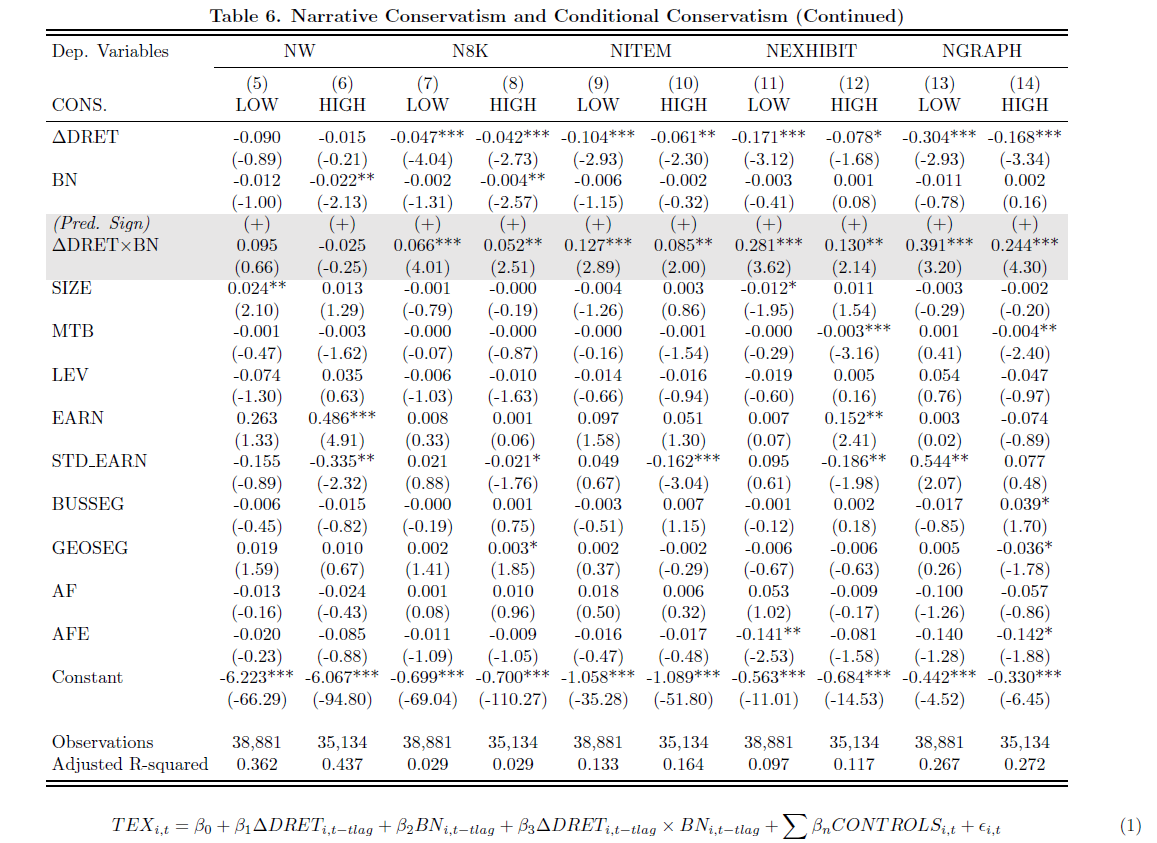 Table 6. Narrative Conservatism and Conditional Conservatism (Continued)
Dep. Variables NW N8K NITEM NEXHIBIT NGRAPH
(5) (6) (7) (8) (9) (10) (11) (12) (13) (14)
CONS. LOW HIGH LOW HIGH LOW HIGH LOW HIGH LOW HIGH
ΔDRET -0.090 -0.015 -0.047*** -0.042*** -0.104*** -0.061** -0.171*** -0.078* -0.304*** -0.168***
(-0.89) (-0.21) (-4.04) (-2.73) (-2.93) (-2.30) (-3.12) (-1.68) (-2.93) (-3.34)
BN -0.012 -0.022** -0.002 -0.004** -0.006 -0.002 -0.003 0.001 -0.011 0.002
(-1.00) (-2.13) (-1.31) (-2.57) (-1.15) (-0.32) (-0.41) (0.08) (-0.78) (0.16)
(Pred. Sign) (+) (+) (+) (+) (+) (+) (+) (+) (+) (+)
ΔDRET×BN 0.095 -0.025 0.066*** 0.052** 0.127*** 0.085** 0.281*** 0.130** 0.391*** 0.244***
(0.66) (-0.25) (4.01) (2.51) (2.89) (2.00) (3.62) (2.14) (3.20) (4.30)
SIZE 0.024** 0.013 -0.001 -0.000 -0.004 0.003 -0.012* 0.011 -0.003 -0.002
(2.10) (1.29) (-0.79) (-0.19) (-1.26) (0.86) (-1.95) (1.54) (-0.29) (-0.20)
MTB -0.001 -0.003 -0.000 -0.000 -0.000 -0.001 -0.000 -0.003*** 0.001 -0.004**
(-0.47) (-1.62) (-0.07) (-0.87) (-0.16) (-1.54) (-0.29) (-3.16) (0.41) (-2.40)
LEV -0.074 0.035 -0.006 -0.010 -0.014 -0.016 -0.019 0.005 0.054 -0.047
(-1.30) (0.63) (-1.03) (-1.63) (-0.66) (-0.94) (-0.60) (0.16) (0.76) (-0.97)
EARN 0.263 0.486*** 0.008 0.001 0.097 0.051 0.007 0.152** 0.003 -0.074
(1.33) (4.91) (0.33) (0.06) (1.58) (1.30) (0.07) (2.41) (0.02) (-0.89)
STD_EARN -0.155 -0.335** 0.021 -0.021* 0.049 -0.162*** 0.095 -0.186** 0.544** 0.077
(-0.89) (-2.32) (0.88) (-1.76) (0.67) (-3.04) (0.61) (-1.98) (2.07) (0.48)
BUSSEG -0.006 -0.015 -0.000 0.001 -0.003 0.007 -0.001 0.002 -0.017 0.039*
(-0.45) (-0.82) (-0.19) (0.75) (-0.51) (1.15) (-0.12) (0.18) (-0.85) (1.70)
GEOSEG 0.019 0.010 0.002 0.003* 0.002 -0.002 -0.006 -0.006 0.005 -0.036*
(1.59) (0.67) (1.41) (1.85) (0.37) (-0.29) (-0.67) (-0.63) (0.26) (-1.78)
AF -0.013 -0.024 0.001 0.010 0.018 0.006 0.053 -0.009 -0.100 -0.057
(-0.16) (-0.43) (0.08) (0.96) (0.50) (0.32) (1.02) (-0.17) (-1.26) (-0.86)
AFE -0.020 -0.085 -0.011 -0.009 -0.016 -0.017 -0.141** -0.081 -0.140 -0.142*
(-0.23) (-0.88) (-1.09) (-1.05) (-0.47) (-0.48) (-2.53) (-1.58) (-1.28) (-1.88)
Constant -6.223*** -6.067*** -0.699*** -0.700*** -1.058*** -1.089*** -0.563*** -0.684*** -0.442*** -0.330***
(-66.29) (-94.80) (-69.04) (-110.27) (-35.28) (-51.80) (-11.01) (-14.53) (-4.52) (-6.45)
Observations 38,881 35,134 38,881 35,134 38,881 35,134 38,881 35,134 38,881 35,134
Adjusted R-squared 0.362 0.437 0.029 0.029 0.133 0.164 0.097 0.117 0.267 0.272
TEX_{i,t} = β_0 + β_1ΔDRET_{i,t−tlag} + β_2BN_{i,t−tlag} + β_3ΔDRET_{i,t−tlag} × BN_{i,t−tlag} + ∑ β_nCONTROLS_{i,t} + ϵ_{i,t} (1)